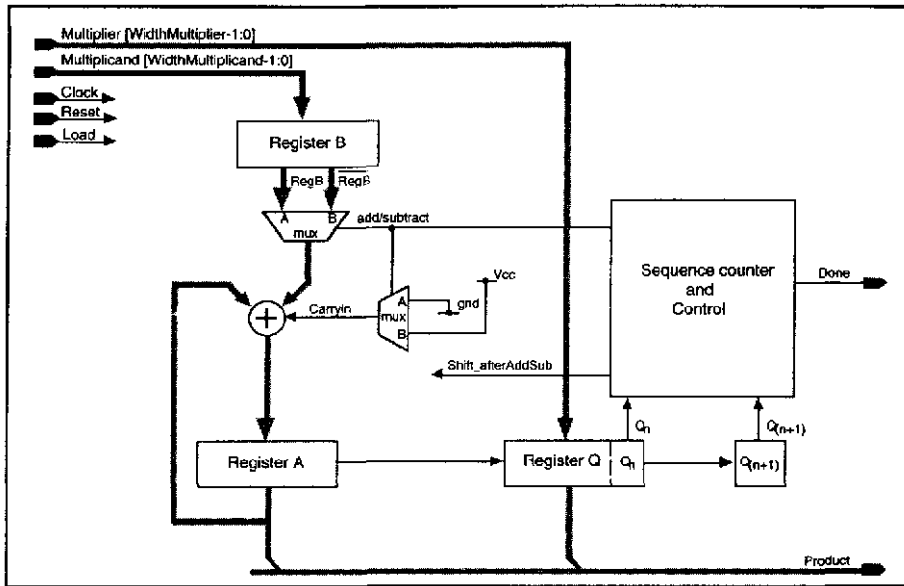 Multiplier [WidthMultiplier-1:0]
Multiplicand [WidthMultiplicand-1:0]
Clock
Reset
Load
Register B
RegB
RegB
A
B
mux
add/subtract
Sequence counter
and
Control
Done
Vcc
gnd
A
mux
B
CarryIn
+
Shift_afterAddSub
Qn
Q(n+1)
Register A
Register Q
Qn
Q(n+1)
Product